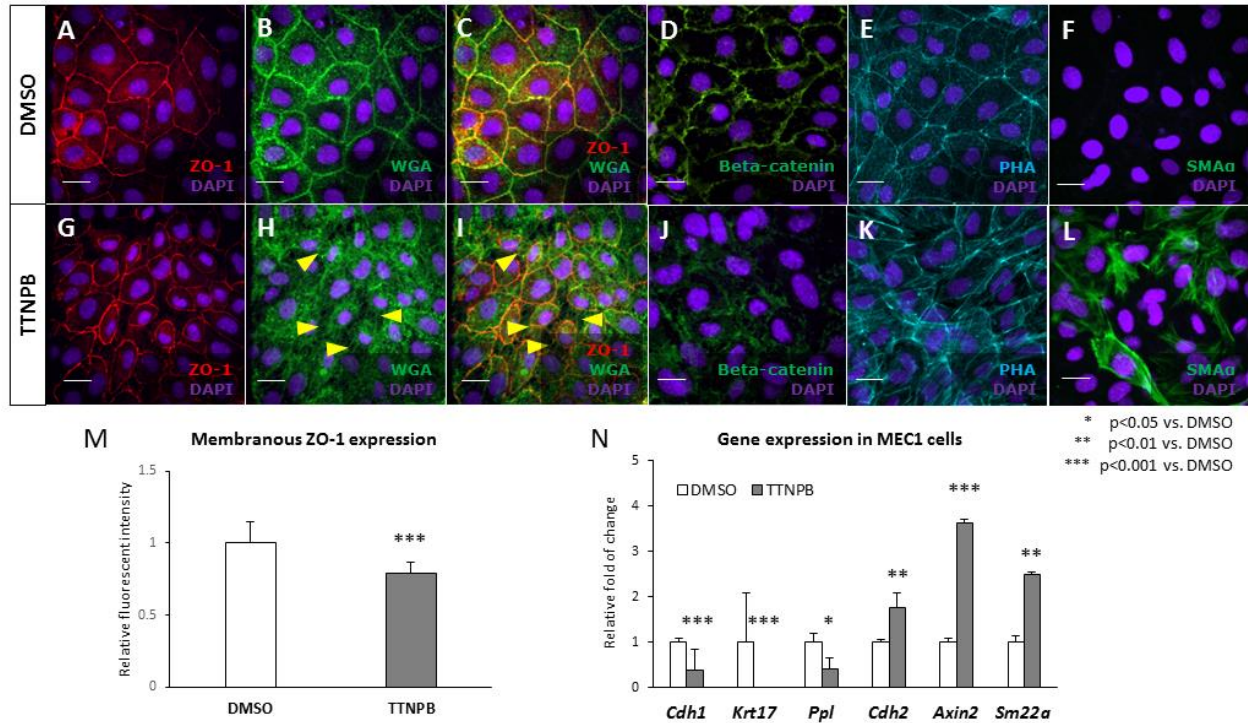 DMSO
A
ZO-1
DAPI
B
WGA
DAPI
C
ZO-1
WGA
DAPI
D
Beta-catenin
DAPI
E
PHA
DAPI
F
SMAα
DAPI
TTNPB
G
ZO-1
DAPI
H
WGA
DAPI
I
ZO-1
WGA
DAPI
J
Beta-catenin
DAPI
K
PHA
DAPI
L
SMAα
DAPI
* p<0.05 vs. DMSO
** p<0.01 vs. DMSO
*** p<0.001 vs. DMSO
M
Membranous ZO-1 expression
Relative fluorescent intensity
1.5
1
0.5
0
***
DMSO
TTNPB
N
Gene expression in MEC1 cells
DMSO TTNPB
Relative fold of change
5
4
3
2
1
0
*** *** * ** *** **
Cdh1 Krt17 Ppl Cdh2 Axin2 Sm22α